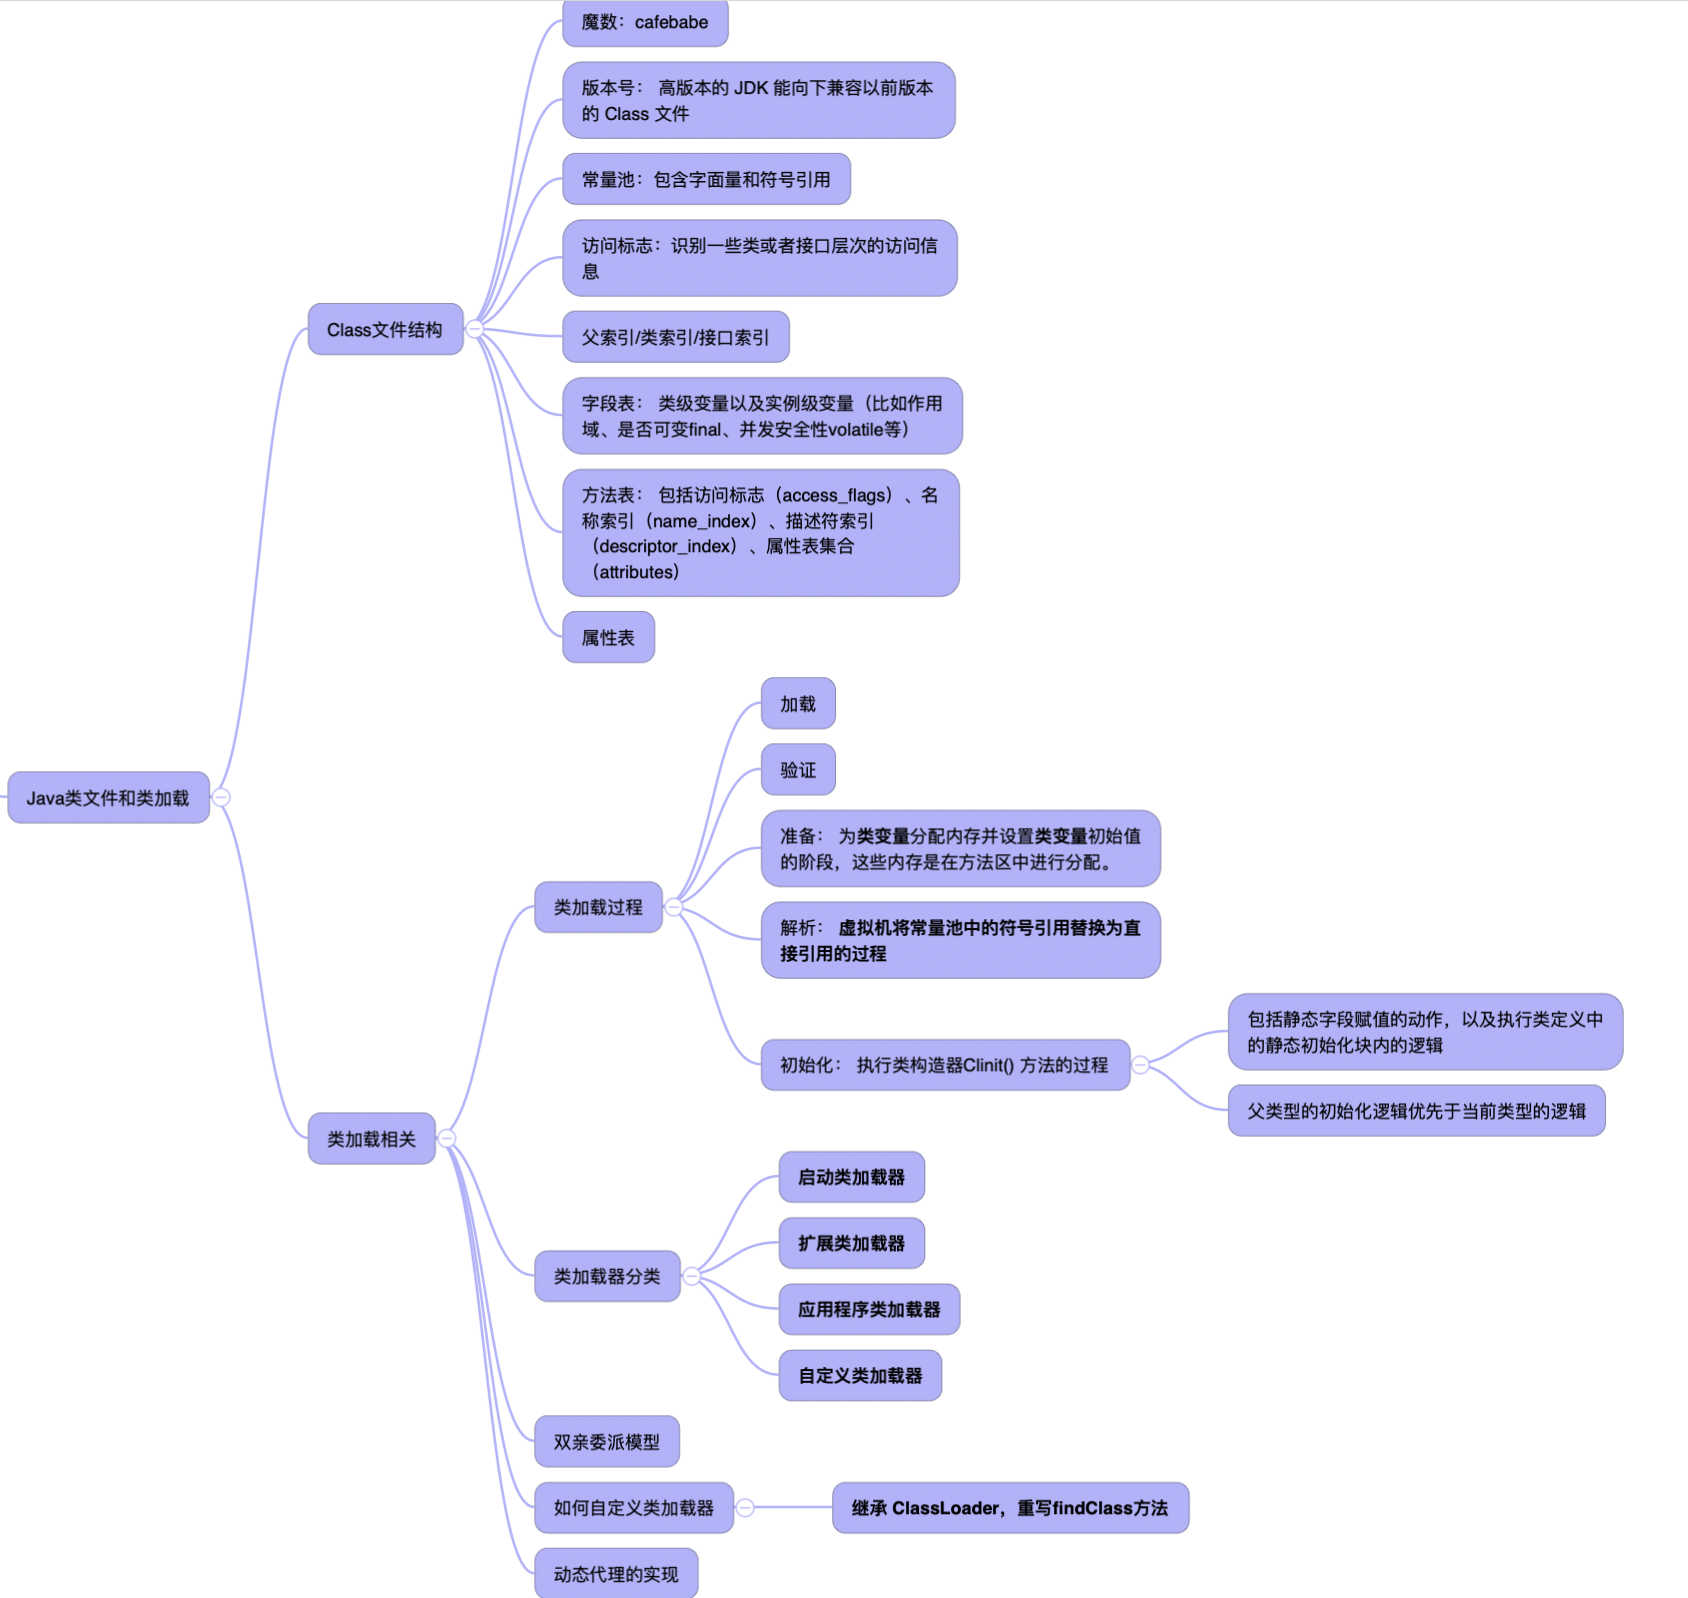 魔数：cafebabe
版本号： 高版本的 JDK 能向下兼容以前版本
的 Class 文件
常量池：包含字面量和符号引用
访问标志：识别一些类或者接口层次的访问信
息
Class文件结构
父索引/类索引/接口索引
字段表： 类级变量以及实例级变量（比如作用
域、是否可变final、并发安全性volatile等）
方法表： 包括访问标志（access_flags）、名
称索引（name_index）、描述符索引
（descriptor_index）、属性表集合
（attributes）
属性表
Java类文件和类加载
加载
验证
准备： 为类变量分配内存并设置类变量初始值
的阶段，这些内存是在方法区中进行分配。
类加载过程
解析： 虚拟机将常量池中的符号引用替换为直
接引用的过程
初始化： 执行类构造器Clinit() 方法的过程
包括静态字段赋值的动作，以及执行类定义中
的静态初始化块内的逻辑
父类型的初始化逻辑优先于当前类型的逻辑
类加载相关
启动类加载器
扩展类加载器
类加载器分类
应用程序类加载器
自定义类加载器
双亲委派模型
如何自定义类加载器
继承 ClassLoader，重写findClass方法
动态代理的实现